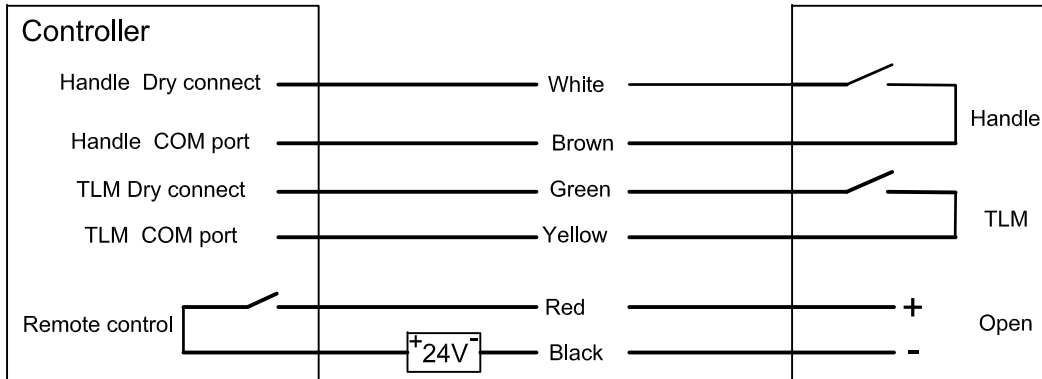 Controller
Handle Dry connect White
Handle COM port Brown
Handle
TLM Dry connect Green
TLM COM port Yellow
TLM
Red +
Remote control
Open
+24V- Black -